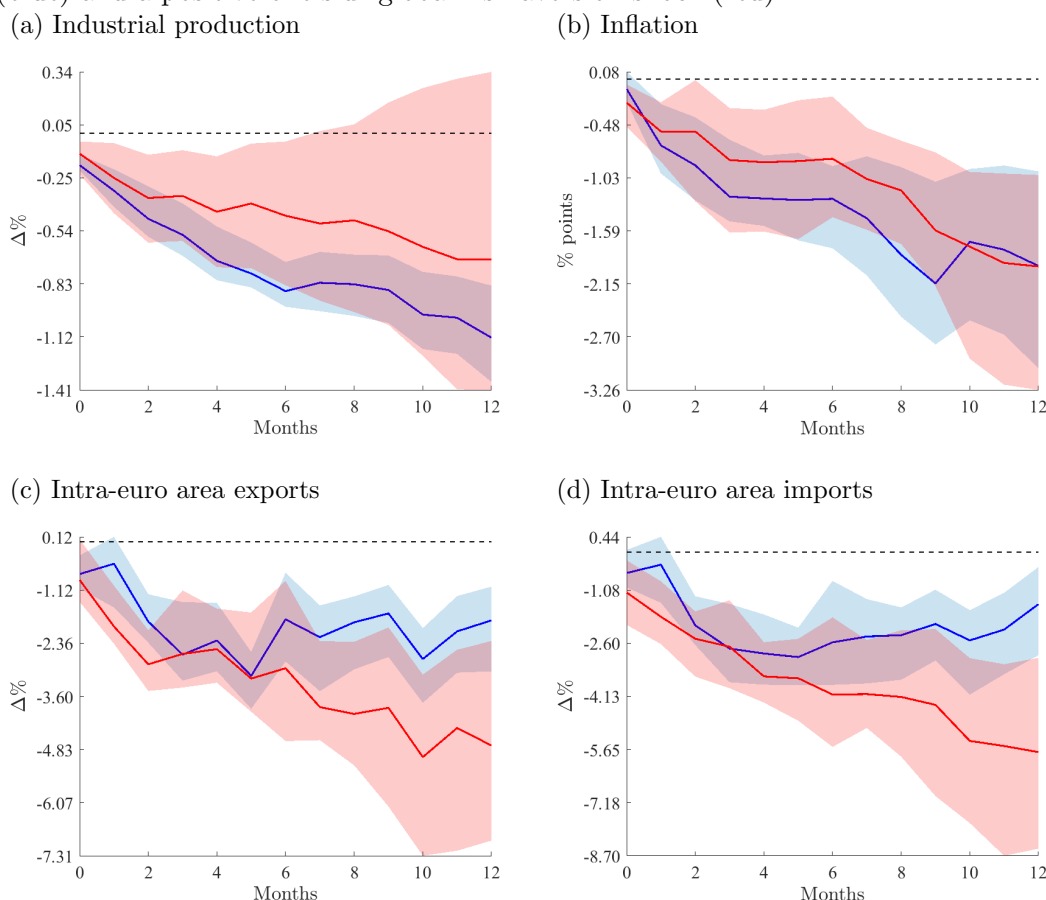 and a positive one
(a) Industrial production
(b) Inflation
0.34
0.05
-0.25
-0.54
-0.83
-1.12
-1.41
Δ%
0 2 4 6 8 10 12
Months
0.08
-0.48
-1.03
-1.59
-2.15
-2.70
-3.26
% points
0 2 4 6 8 10 12
Months
(c) Intra-euro area exports
(d) Intra-euro area imports
0.12
-1.12
-2.36
-3.60
-4.83
-6.07
-7.31
Δ%
0 2 4 6 8 10 12
Months
0.44
-1.08
-2.60
-4.13
-5.65
-7.18
-8.70
Δ%
0 2 4 6 8 10 12
Months